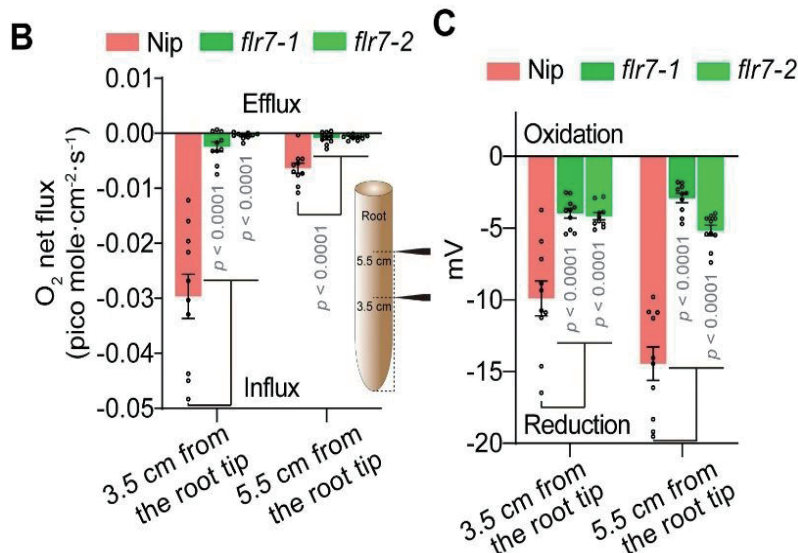 B
Nip flr7-1 flr7-2
O2 net flux
(pico mole·cm-2·s-1)
0.01
0.00
-0.01
-0.02
-0.03
-0.04
-0.05
Efflux
Influx
p < 0.0001
p < 0.0001
p < 0.0001
Root
5.5 cm
3.5 cm
3.5 cm from
the root tip
5.5 cm from
the root tip
C
Nip flr7-1 flr7-2
mV
0
-5
-10
-15
-20
Oxidation
Reduction
p < 0.0001
p < 0.0001
p < 0.0001
p < 0.0001
3.5 cm from
the root tip
5.5 cm from
the root tip